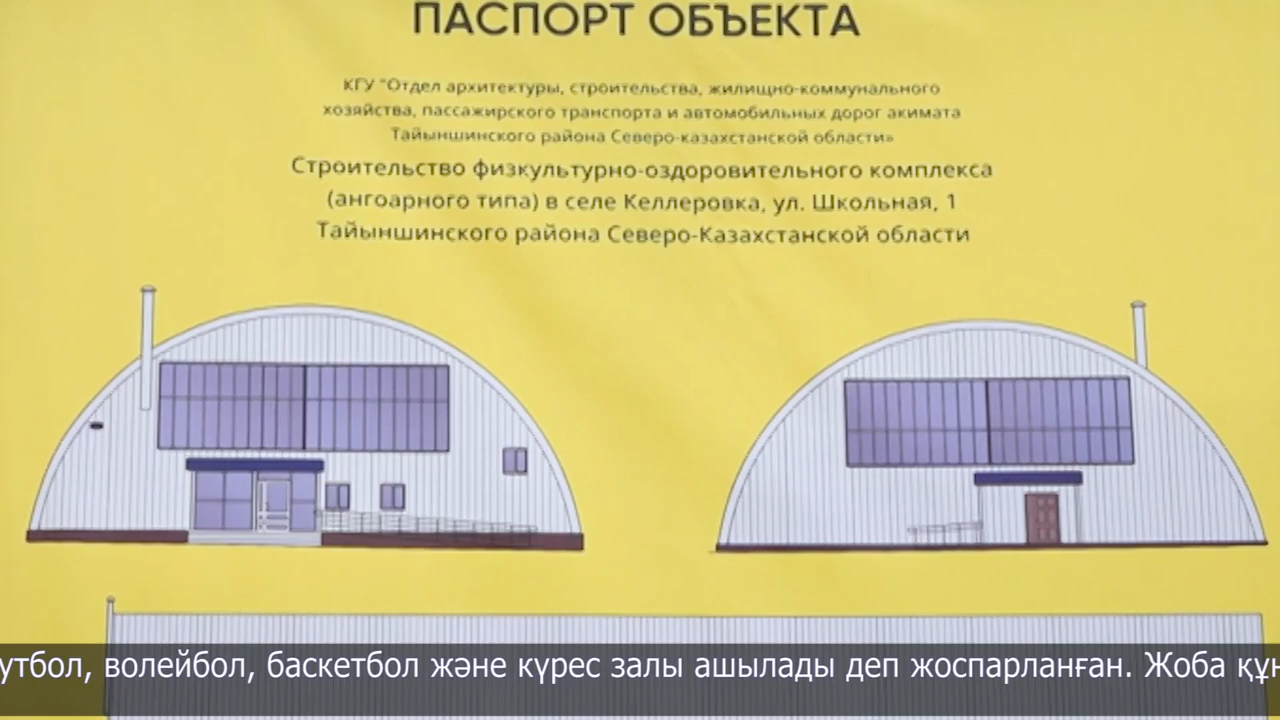 ПАСПОРТ ОБЪЕКТА
КГУ "Отдел архитектуры, строительства, жилищно-коммунального
хозяйства, пассажирского транспорта и автомобильных дорог акимата
Тайыншинского района Северо-казахстанской области»
Строительство физкультурно-оздоровительного комплекса
(ангоарного типа) в селе Келлеровка, ул. Школьная, 1
Тайыншинского района Северо-Казахстанской области
утбол, волейбол, баскетбол және күрес залы ашылады деп жоспарланған. Жоба құн